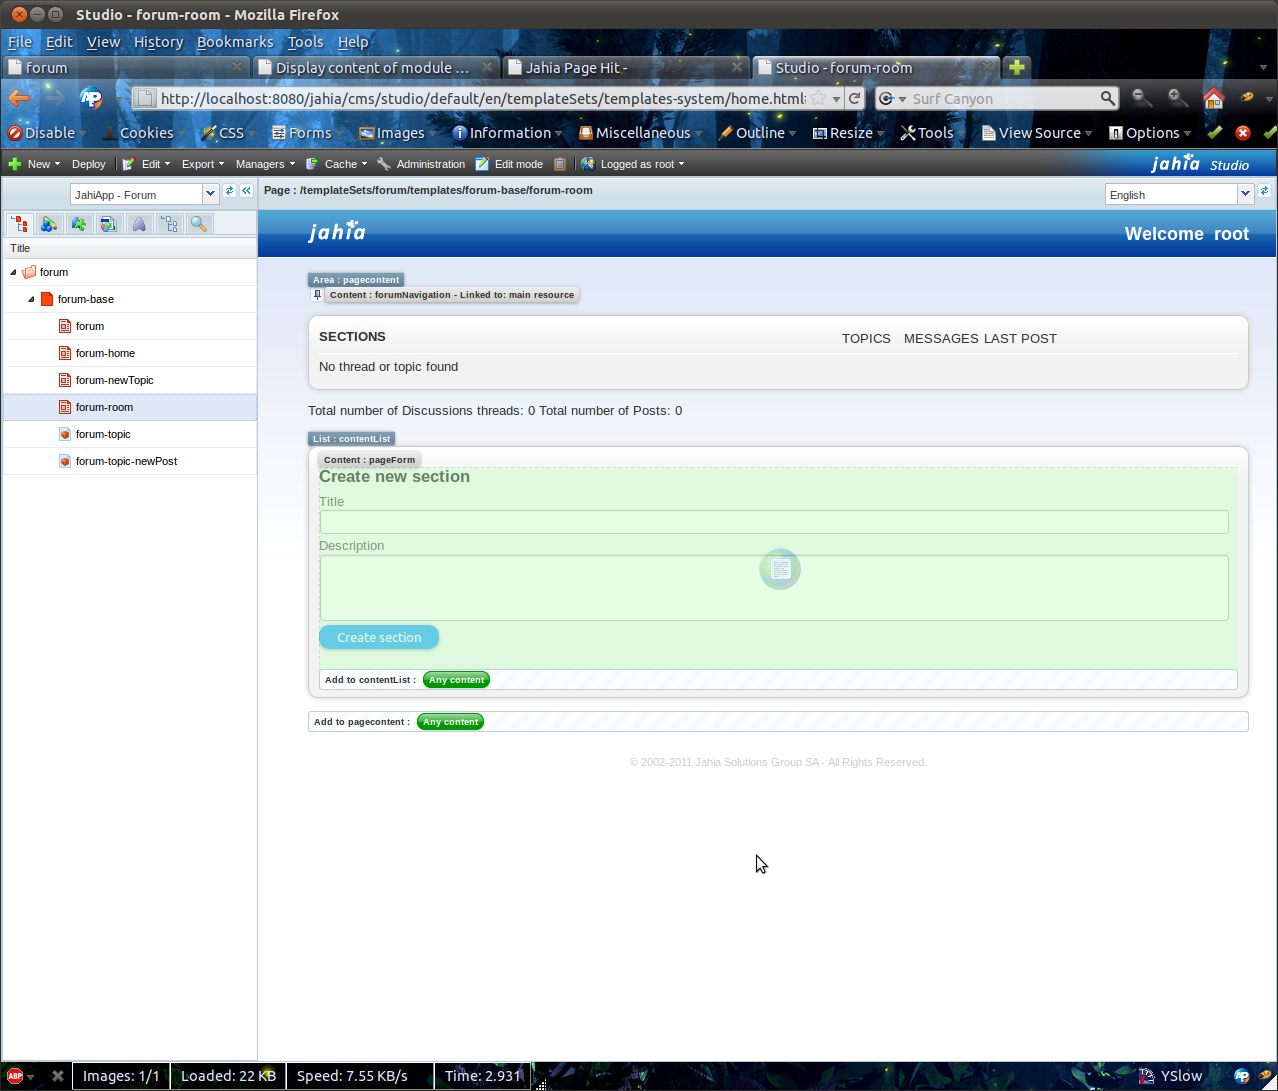 Studio - forum-room - Mozilla Firefox
File Edit View History Bookmarks Tools Help
forum
Display content of module ...
Jahia Page Hit -
Studio - forum-room
http://localhost:8080/jahia/cms/studio/default/en/templateSets/templates-system/home.html
Surf Canyon
Disable Cookies CSS Forms Images Information Miscellaneous Outline Resize Tools View Source Options
New Deploy Edit Export Managers Cache Administration Edit mode Logged as root
jahia Studio
JahiApp - Forum
Page : /templateSets/forum/templates/forum-base/forum-room
English
Title
forum
forum-base
forum
forum-home
forum-newTopic
forum-room
forum-topic
forum-topic-newPost
jahia
Welcome root
Area : pagecontent
Content : forumNavigation - Linked to: main resource
SECTIONS TOPICS MESSAGES LAST POST
No thread or topic found
Total number of Discussions threads: 0 Total number of Posts: 0
List : contentList
Content : pageForm
Create new section
Title
Description
Create section
Add to contentList : Any content
Add to pagecontent : Any content
© 2002-2011 Jahia Solutions Group SA - All Rights Reserved.
ABP
Images: 1/1 Loaded: 22 KB Speed: 7.55 KB/s Time: 2.931
YSlow